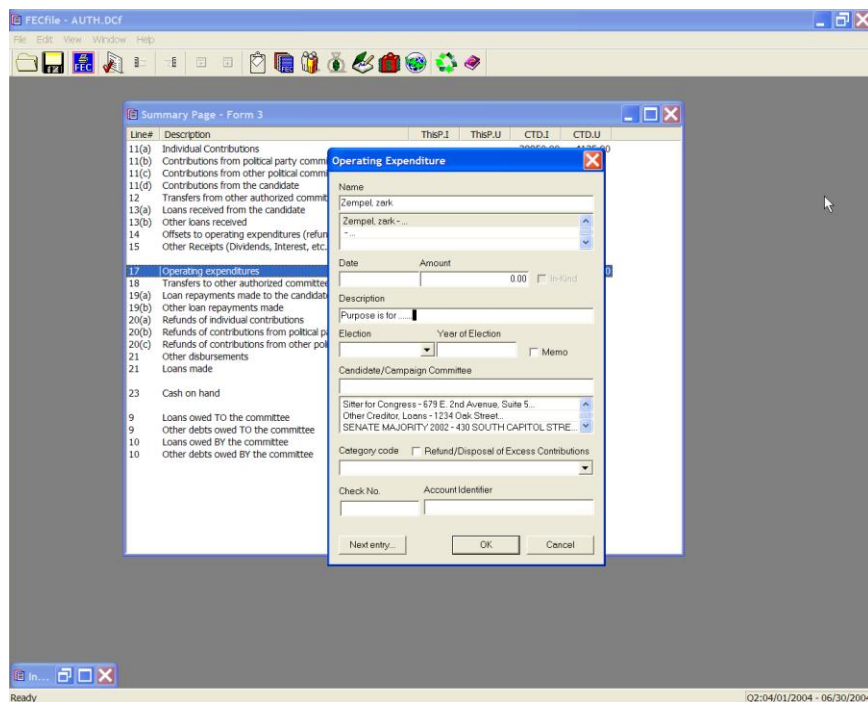 FECfile - AUTH.DCf
File Edit View Window Help
FEC
Summary Page - Form 3
Line# Description ThisP.I ThisP.U CTD.I CTD.U
11(a) Individual Contributions
11(b) Contributions from political party commi
11(c) Contributions from other political commi
11(d) Contributions from the candidate
12 Transfers from other authorized commit
13(a) Loans received from the candidate
13(b) Other loans received
14 Offsets to operating expenditures (refun
15 Other Receipts (Dividends, Interest, etc.
17 Operating expenditures
18 Transfers to other authorized committee
19(a) Loan repayments made to the candidate
19(b) Other loan repayments made
20(a) Refunds of individual contributions
20(b) Refunds of contributions from political pa
20(c) Refunds of contributions from other poli
21 Other disbursements
21 Loans made
23 Cash on hand
9 Loans owed TO the committee
9 Other debts owed TO the committee
10 Loans owed BY the committee
10 Other debts owed BY the committee
Operating Expenditure
Name
Zempel, zark
Zempel, zark - ...
- ...
Date Amount
0.00 In-Kind
Description
Purpose is for ......
Election Year of Election
Memo
Candidate/Campaign Committee
Sitter for Congress - 679 E. 2nd Avenue, Suite 5...
Other Creditor, Loans - 1234 Oak Street...
SENATE MAJORITY 2002 - 430 SOUTH CAPITOL STRE...
Category code Refund/Disposal of Excess Contributions
Check No. Account Identifier
Next entry... OK Cancel
In...
Ready Q2:04/01/2004 - 06/30/2004